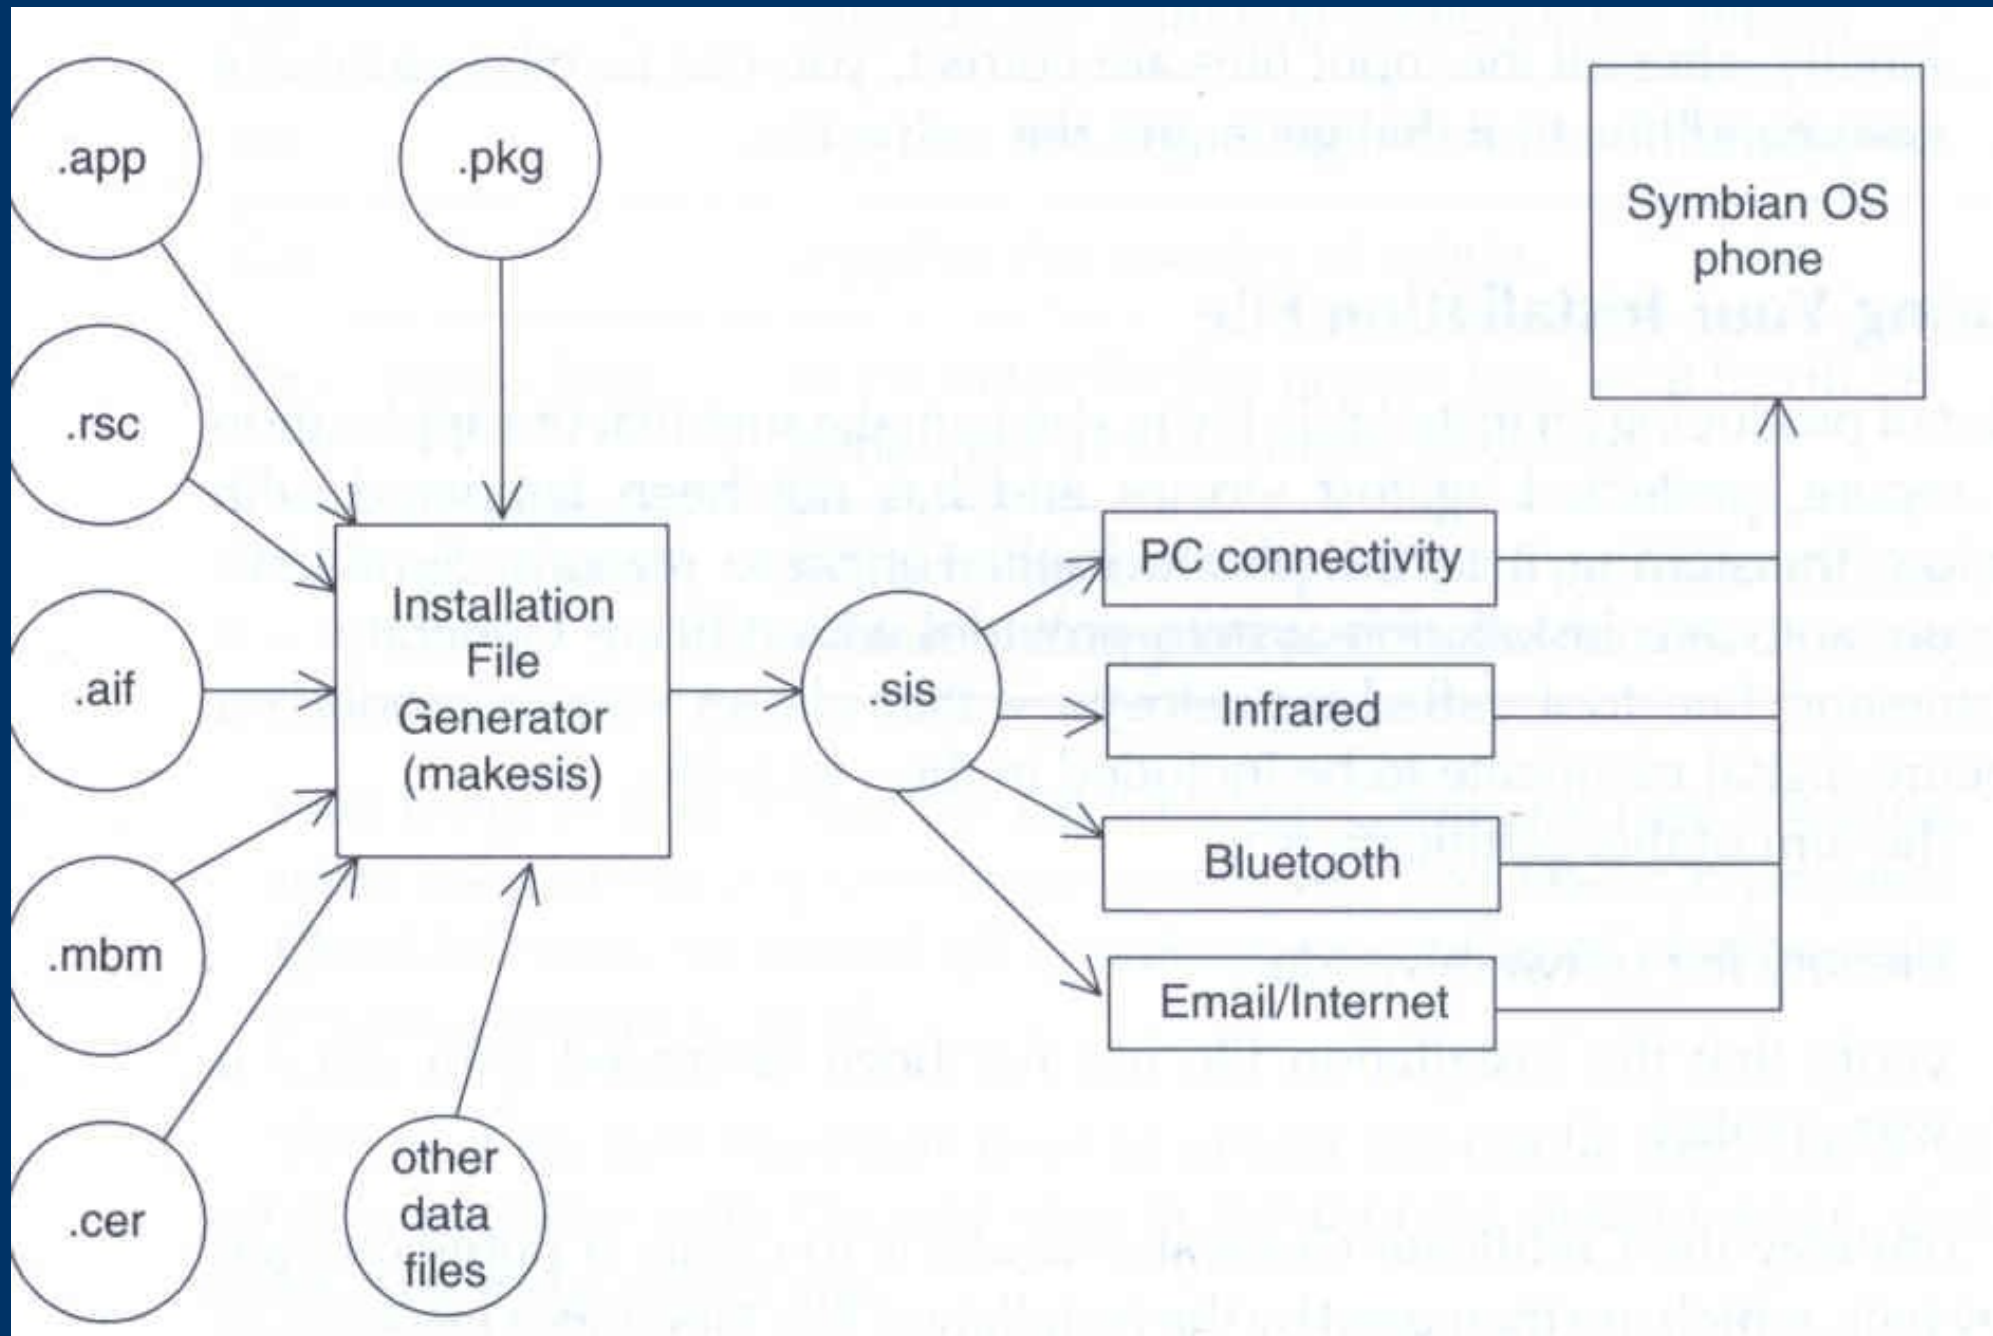 .app
.pkg
Symbian OS
phone
.rsc
.aif
.mbm
.cer
Installation
File
Generator
(makesis)
other
data
files
.sis
PC connectivity
Infrared
Bluetooth
Email/Internet